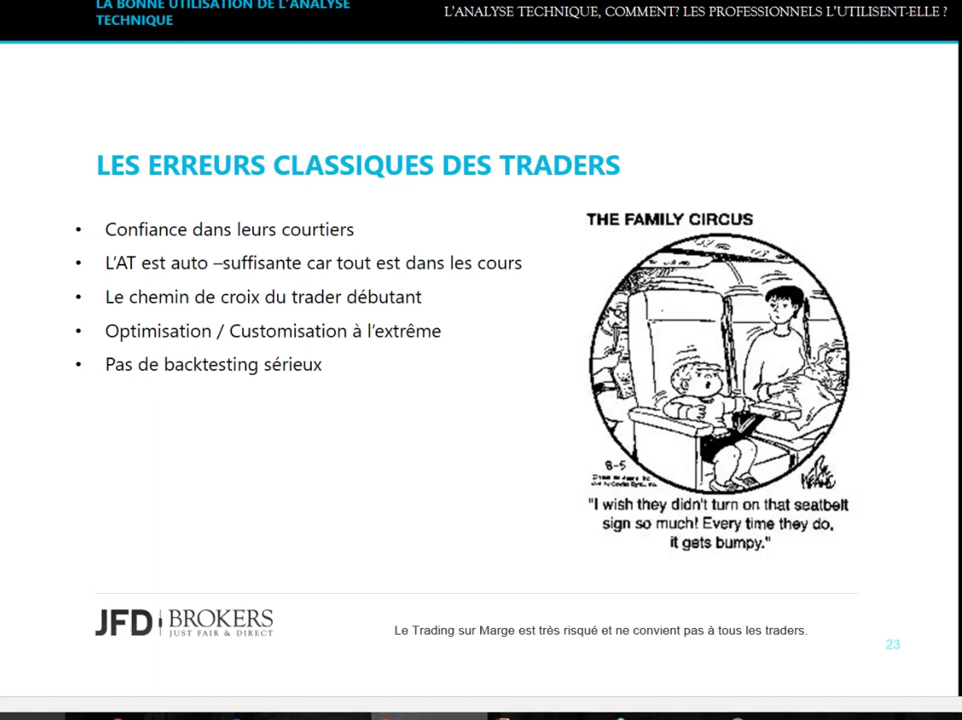 LA BONNE UTILISATION DE L'ANALYSE
TECHNIQUE
L'ANALYSE TECHNIQUE, COMMENT? LES PROFESSIONNELS L'UTILISENT-ELLE ?
LES ERREURS CLASSIQUES DES TRADERS
• Confiance dans leurs courtiers
• L'AT est auto –suffisante car tout est dans les cours
• Le chemin de croix du trader débutant
• Optimisation / Customisation à l'extrême
• Pas de backtesting sérieux
THE FAMILY CIRCUS
8-5
"I wish they didn't turn on that seatbelt
sign so much! Every time they do,
it gets bumpy."
JFD BROKERS
JUST FAIR & DIRECT
Le Trading sur Marge est très risqué et ne convient pas à tous les traders.
23